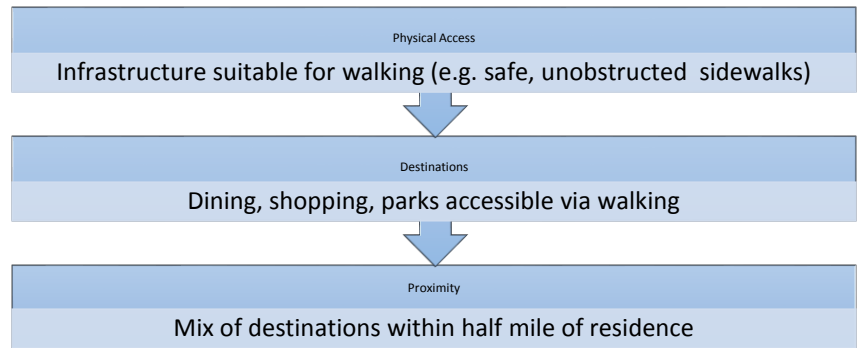 Physical Access
Infrastructure suitable for walking (e.g. safe, unobstructed  sidewalks)
Destinations
Dining, shopping, parks accessible via walking
Proximity
Mix of destinations within half mile of residence